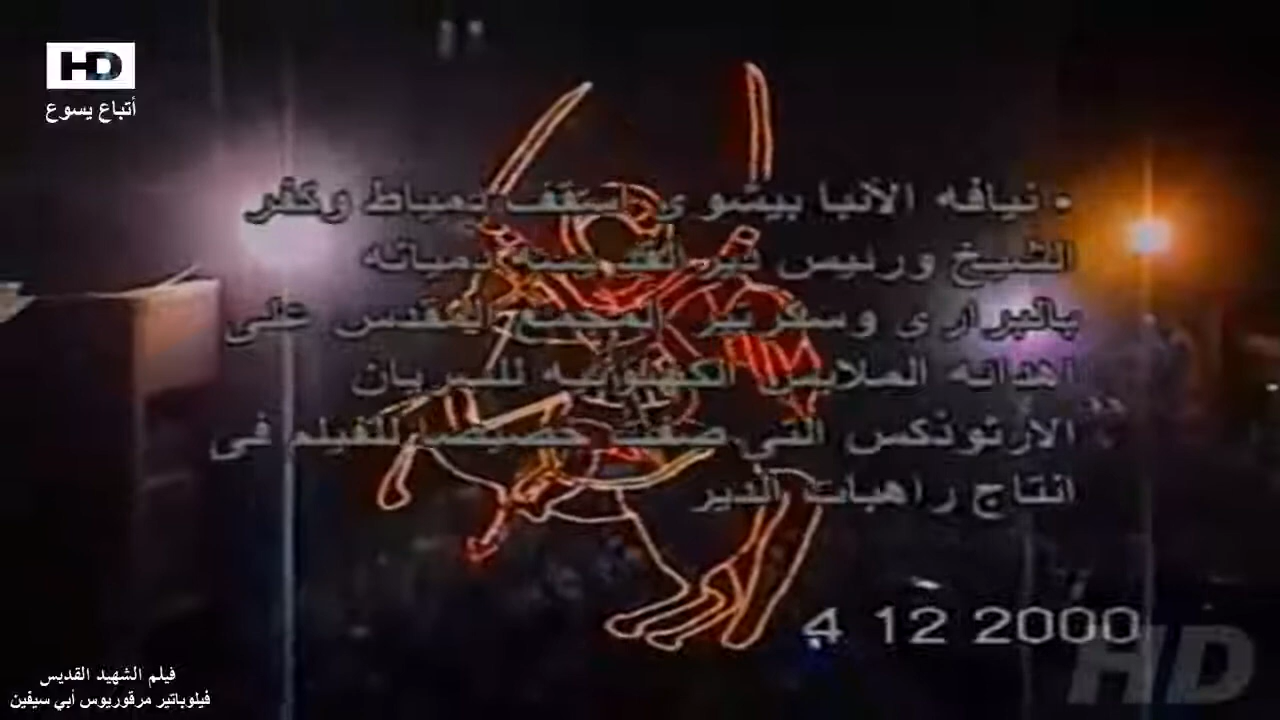 HD
أتباع يسوع
• نيافه الأنبا بيشوى اسقف دمياط وكفر
الشيخ ورئيس دير القديسه دميانه
بالبرارى وسكرتير المجمع المقدس على
اهدائه الملابس الكهنوتيه للسريان
الارثوذكس التى صنعت خصيصا للفيلم فى
انتاج راهبات الدير
4 12 2000
HD
فيلم الشهيد القديس
فيلوباتير مرقوريوس أبي سيفين